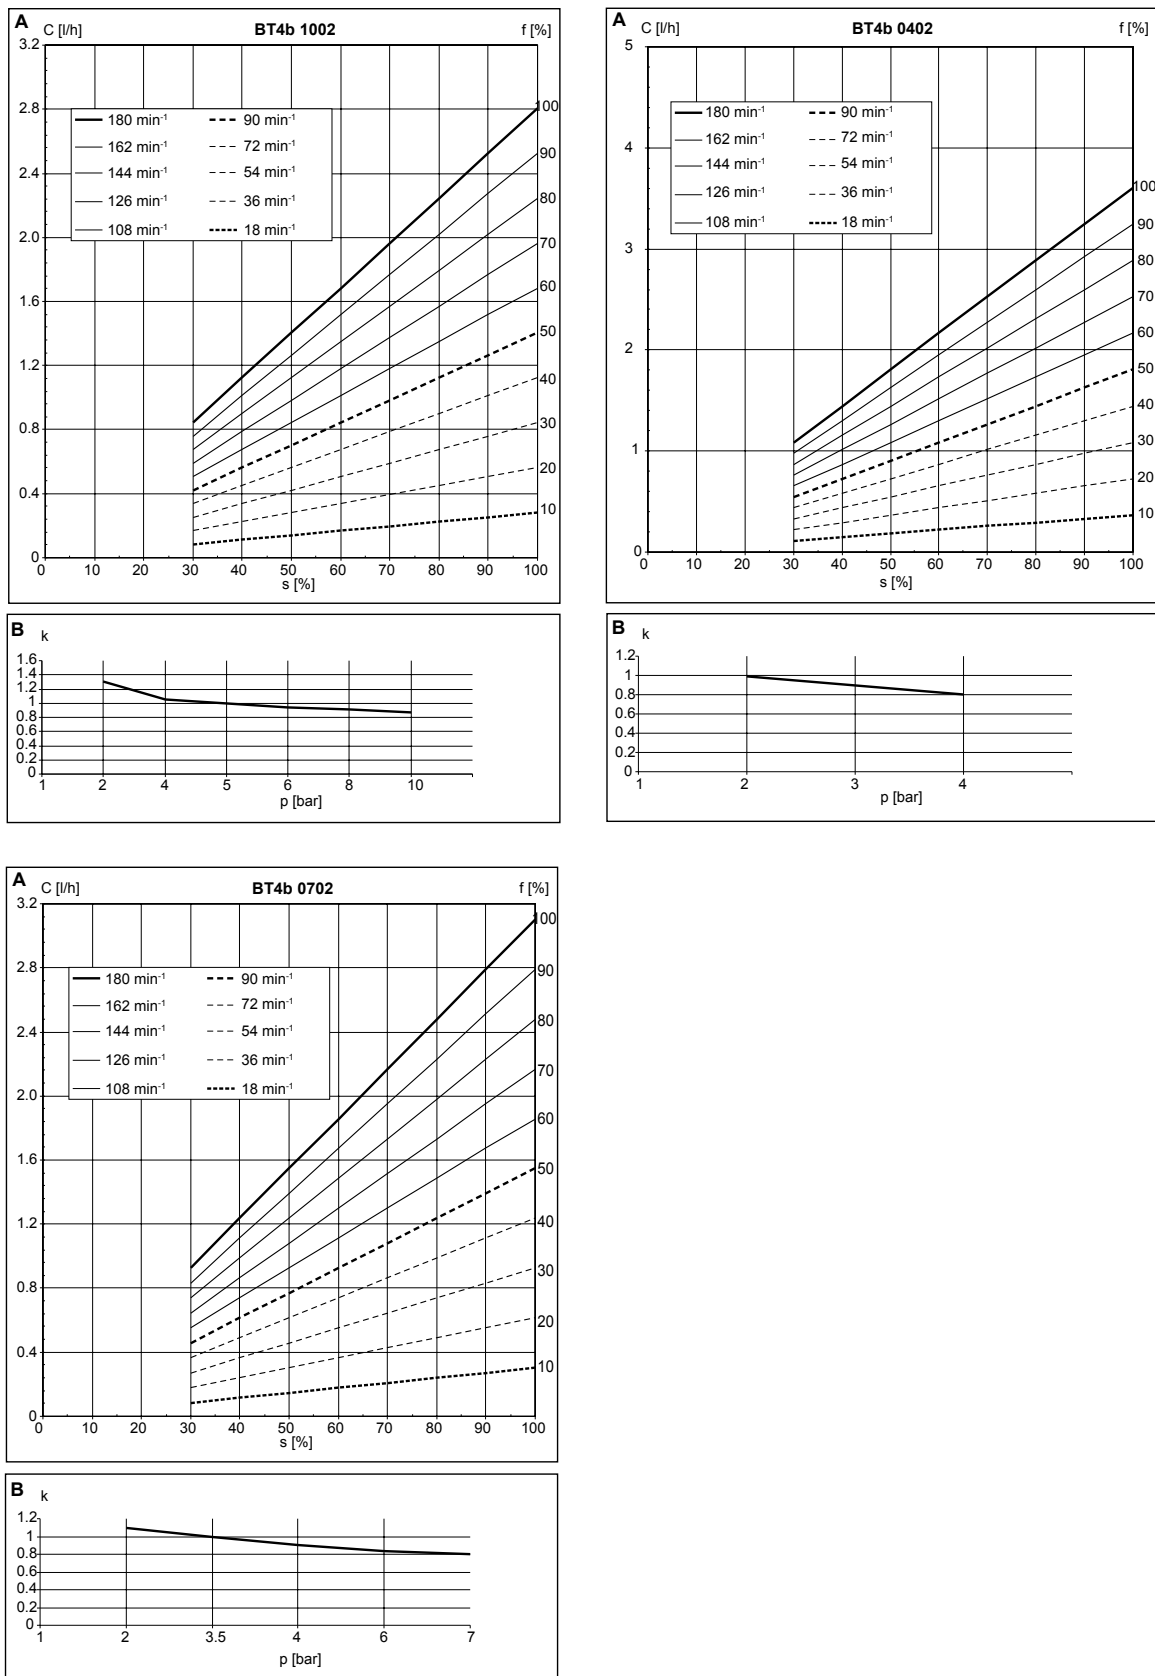 A C [l/h] BT4b 1002 f [%]
3.2
2.8
2.4
2.0
1.6
1.2
0.8
0.4
0
180 min⁻¹ 90 min⁻¹
162 min⁻¹ 72 min⁻¹
144 min⁻¹ 54 min⁻¹
126 min⁻¹ 36 min⁻¹
108 min⁻¹ 18 min⁻¹
100
90
80
70
60
50
40
30
20
10
0 10 20 30 40 50 60 70 80 90 100
s [%]
B k
1.6
1.4
1.2
1
0.8
0.6
0.4
0.2
0
1 2 4 5 6 8 10
p [bar]
A C [l/h] BT4b 0402 f [%]
5
4
3
2
1
0
180 min⁻¹ 90 min⁻¹
162 min⁻¹ 72 min⁻¹
144 min⁻¹ 54 min⁻¹
126 min⁻¹ 36 min⁻¹
108 min⁻¹ 18 min⁻¹
100
90
80
70
60
50
40
30
20
10
0 10 20 30 40 50 60 70 80 90 100
s [%]
B k
1.2
1
0.8
0.6
0.4
0.2
0
1 2 3 4
p [bar]
A C [l/h] BT4b 0702 f [%]
3.2
2.8
2.4
2.0
1.6
1.2
0.8
0.4
0
180 min⁻¹ 90 min⁻¹
162 min⁻¹ 72 min⁻¹
144 min⁻¹ 54 min⁻¹
126 min⁻¹ 36 min⁻¹
108 min⁻¹ 18 min⁻¹
100
90
80
70
60
50
40
30
20
10
0 10 20 30 40 50 60 70 80 90 100
s [%]
B k
1.2
1
0.8
0.6
0.4
0.2
0
1 2 3.5 4 6 7
p [bar]